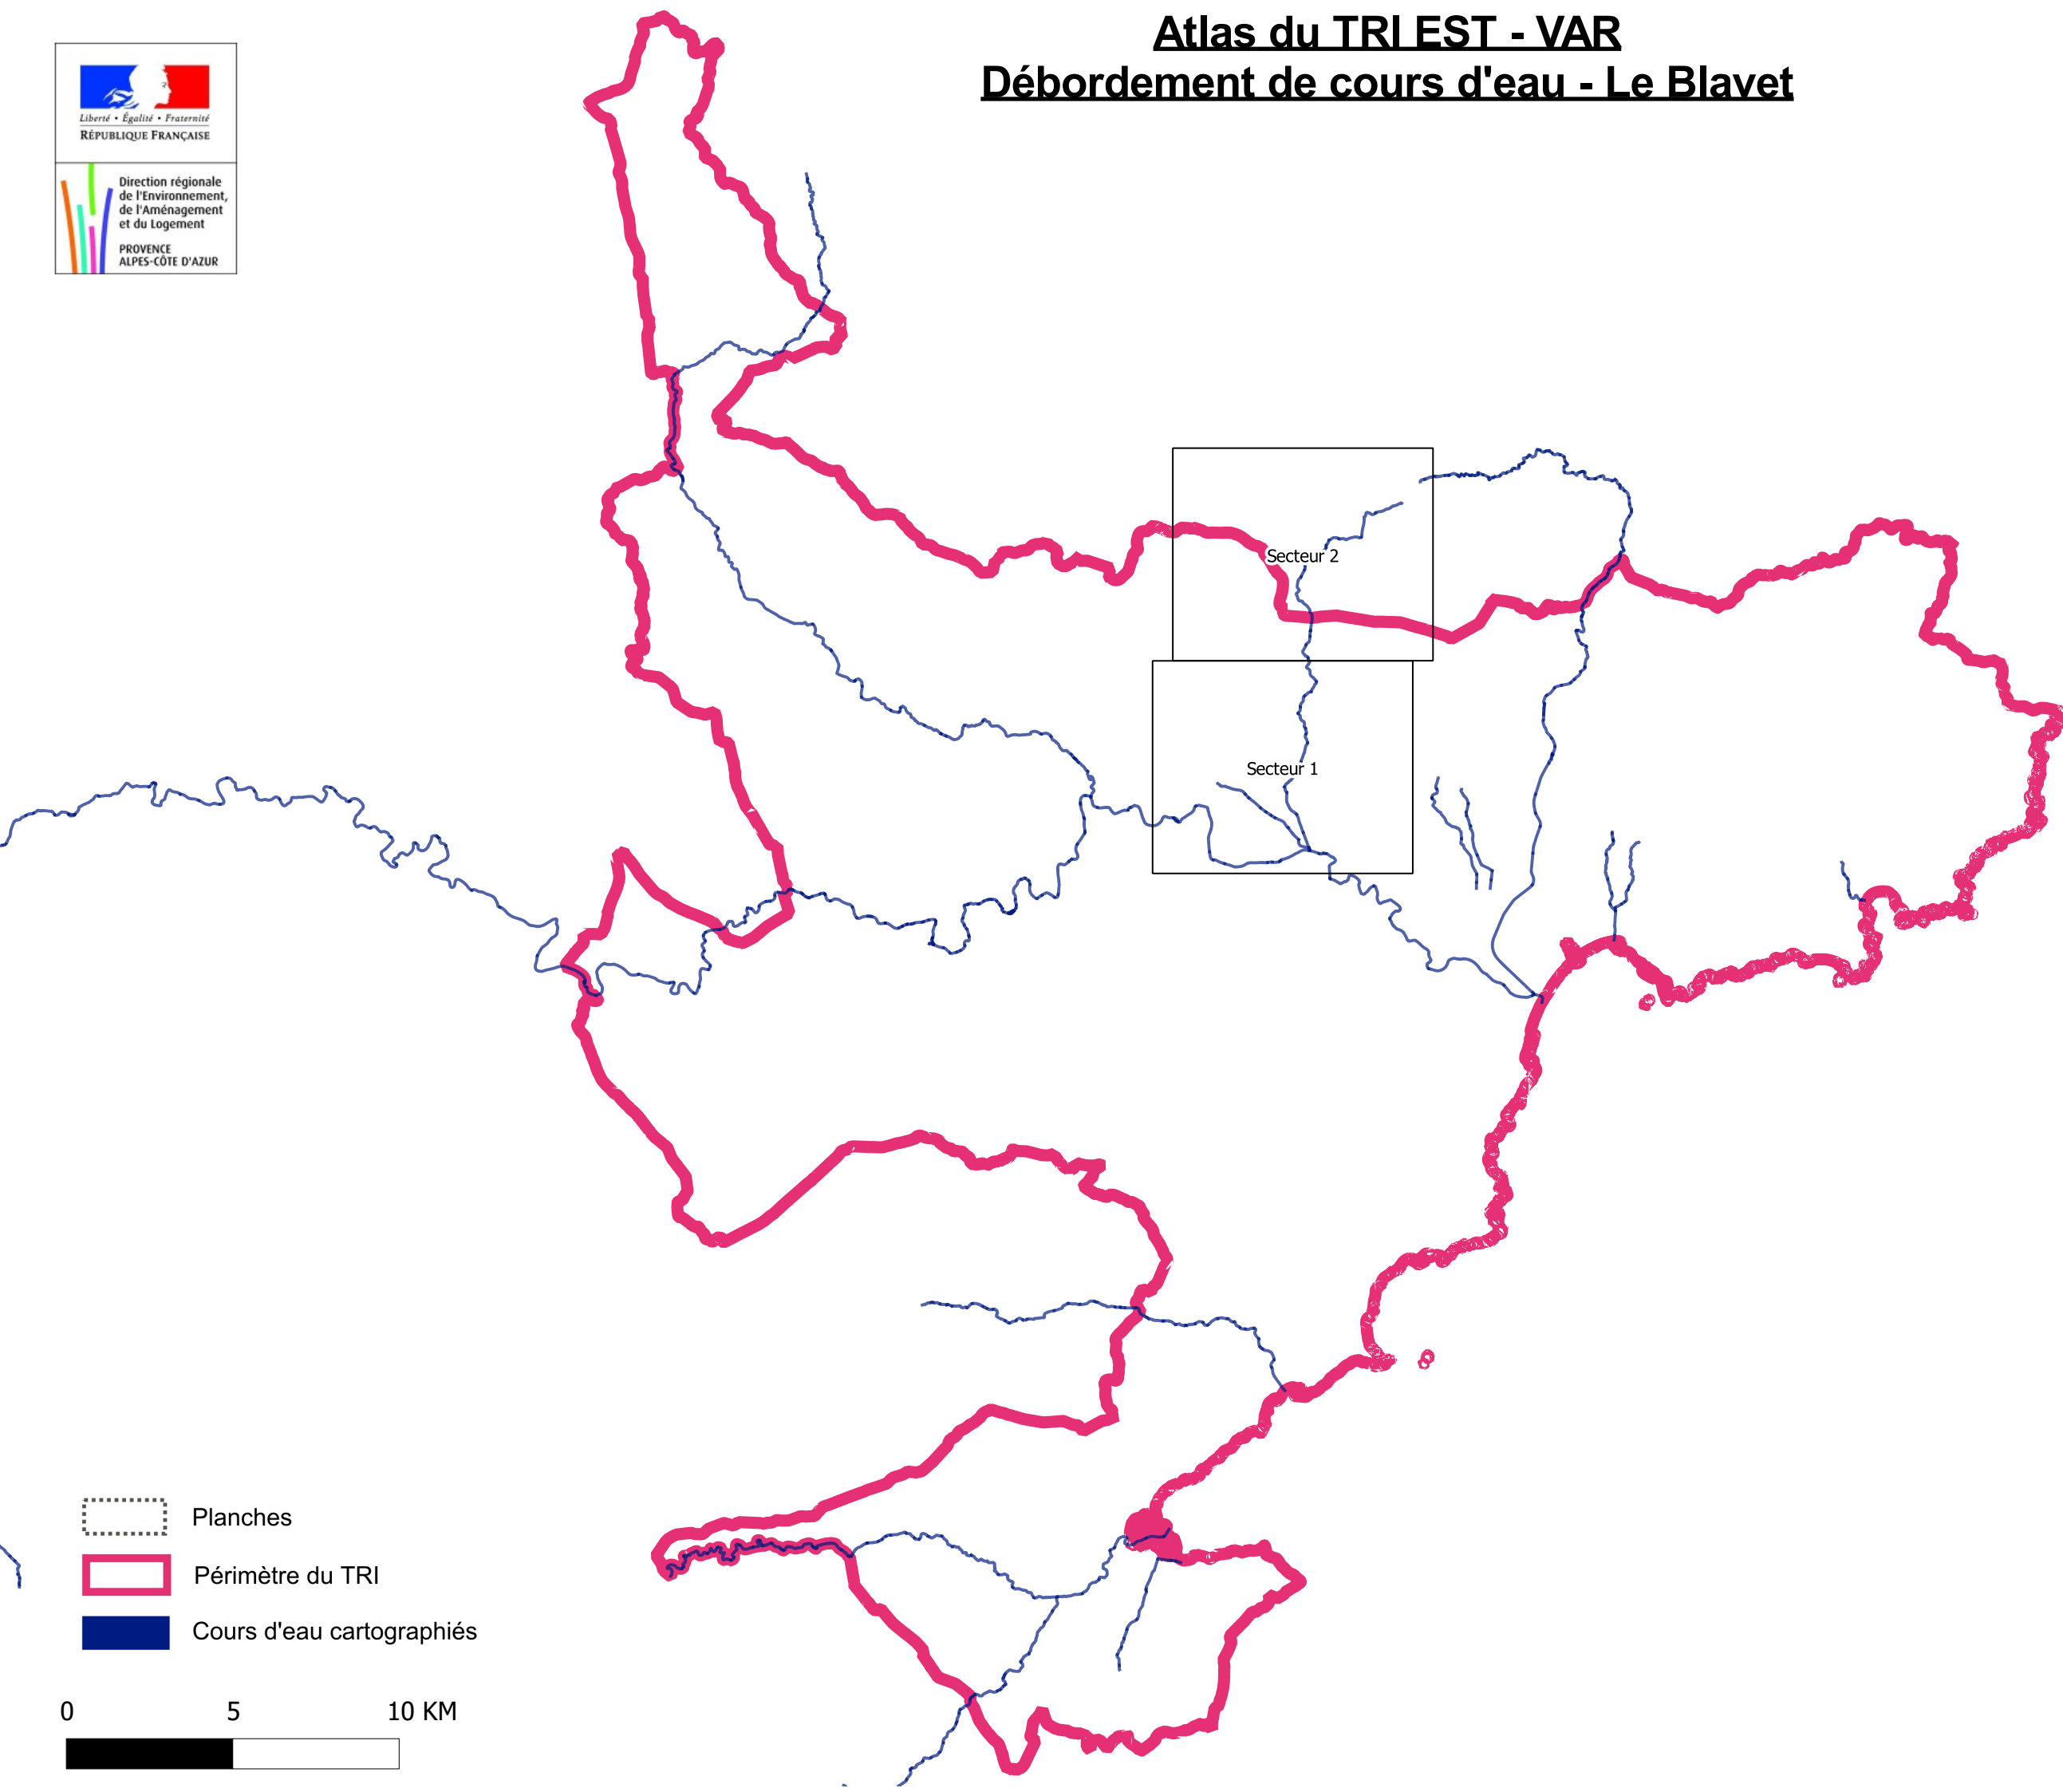 Atlas du TRI EST - VAR
Débordement de cours d'eau - Le Blavet
Liberté • Égalité • Fraternité
RÉPUBLIQUE FRANÇAISE
Direction régionale
de l'Environnement,
de l'Aménagement
et du Logement
PROVENCE
ALPES-CÔTE D'AZUR
Secteur 2
Secteur 1
Planches
Périmètre du TRI
Cours d'eau cartographiés
0 5 10 KM